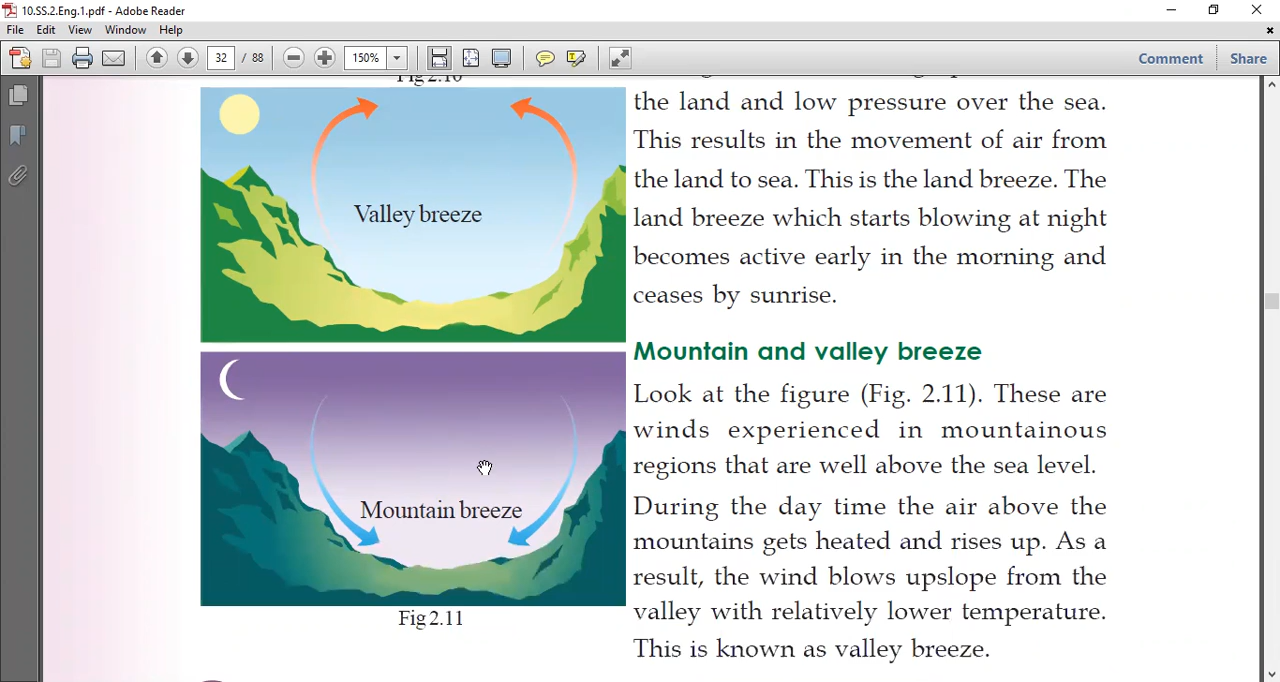 10.SS.2.Eng.1.pdf - Adobe Reader
File Edit View Window Help
32 / 88 150% Comment Share
Fig 2.10
Valley breeze
Mountain breeze
Fig 2.11
the land and low pressure over the sea.
This results in the movement of air from
the land to sea. This is the land breeze. The
land breeze which starts blowing at night
becomes active early in the morning and
ceases by sunrise.
Mountain and valley breeze
Look at the figure (Fig. 2.11). These are
winds experienced in mountainous
regions that are well above the sea level.
During the day time the air above the
mountains gets heated and rises up. As a
result, the wind blows upslope from the
valley with relatively lower temperature.
This is known as valley breeze.